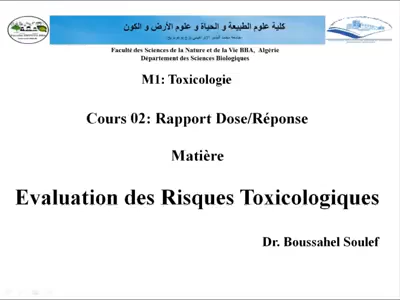 كلية علوم الطبيعة و الحياة و علوم الأرض و الكون
Faculté des Sciences de la Nature et de la Vie BBA, Algérie
Département des Sciences Biologiques
M1: Toxicologie
Cours 02: Rapport Dose/Réponse
Matière
Evaluation des Risques Toxicologiques
Dr. Boussahel Soulef